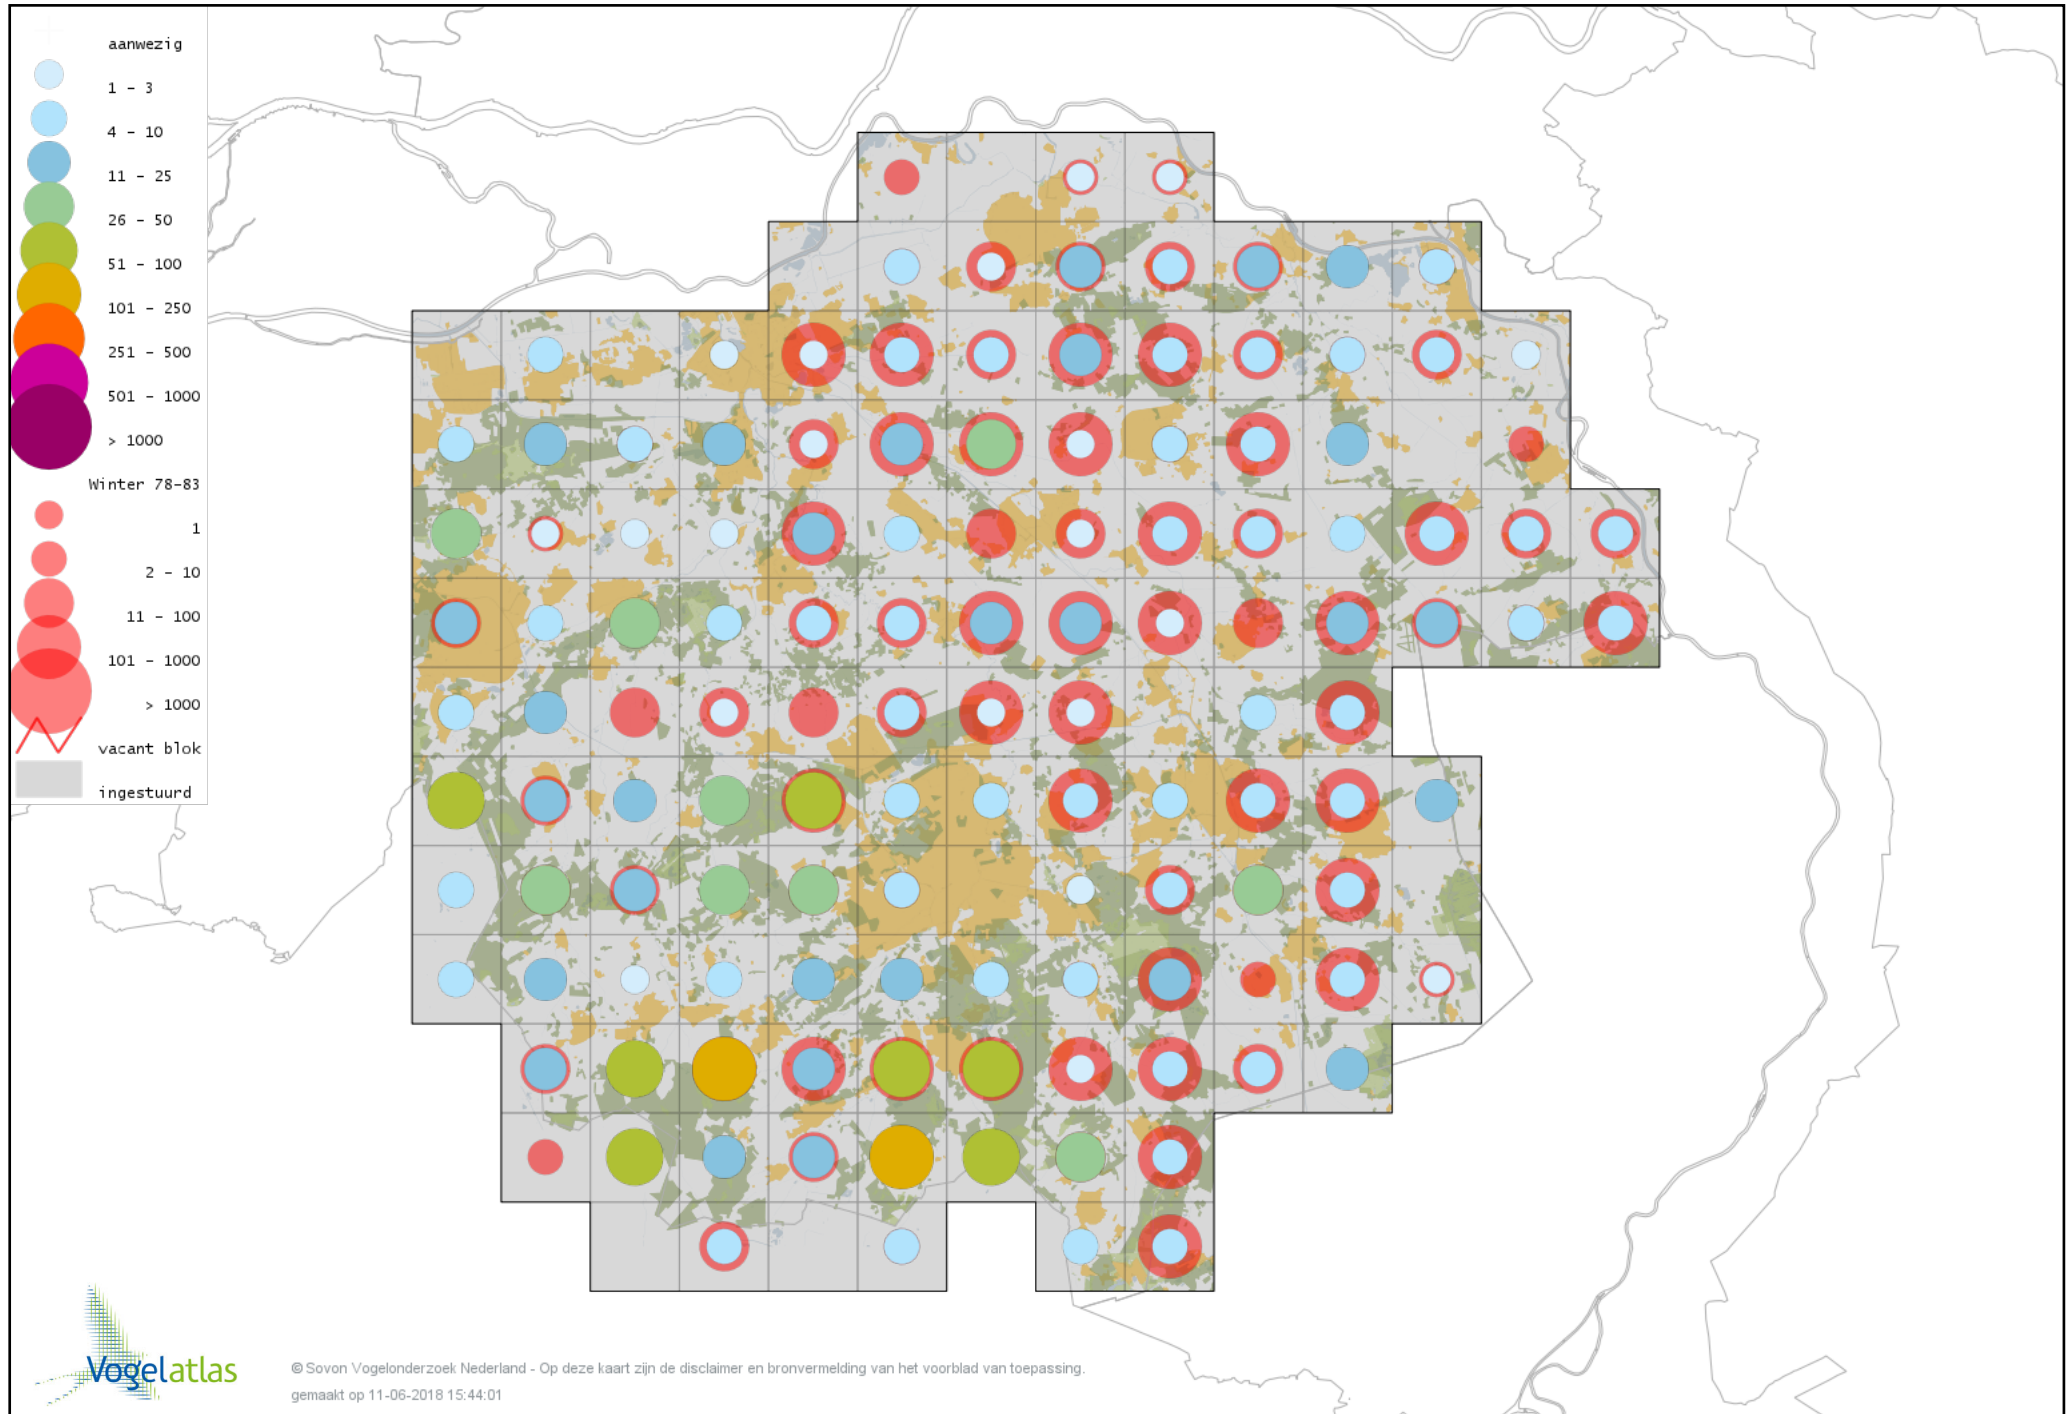 aanwezig
1 - 3
4 - 10
11 - 25
26 - 50
51 - 100
101 - 250
251 - 500
501 - 1000
> 1000
Winter 78-83
1
2 - 10
11 - 100
101 - 1000
> 1000
vacant blok
ingestuurd
Vogelatlas
© Sovon Vogelonderzoek Nederland - Op deze kaart zijn de disclaimer en bronvermelding van het voorblad van toepassing.
gemaakt op 11-06-2018 15:44:01